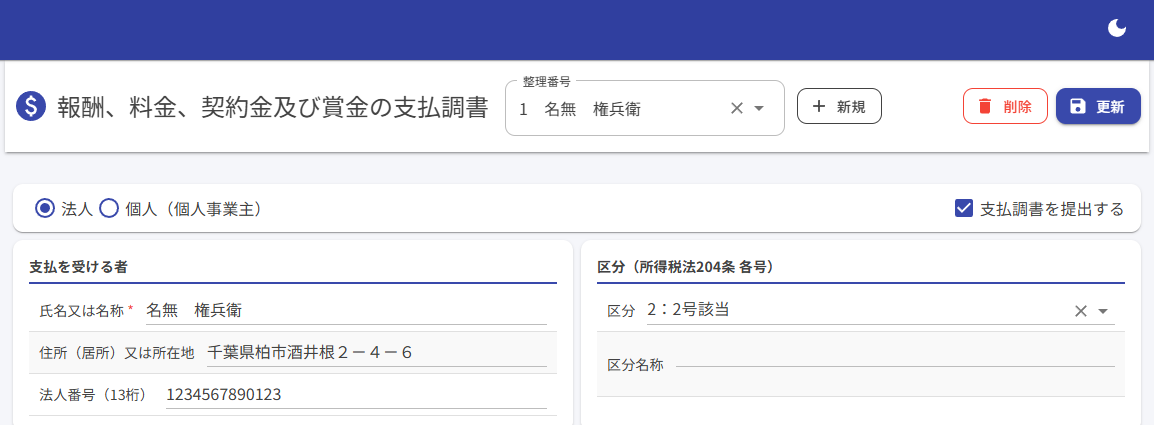 整理番号
報酬、料金、契約金及び賞金の支払調書 1 名無 権兵衛 新規 削除 更新
法人 個人（個人事業主） 支払調書を提出する
支払を受ける者
氏名又は名称 * 名無 権兵衛
住所（居所）又は所在地 千葉県柏市酒井根２－４－６
法人番号（13桁） 1234567890123
区分（所得税法204条 各号）
区分 2：2号該当
区分名称